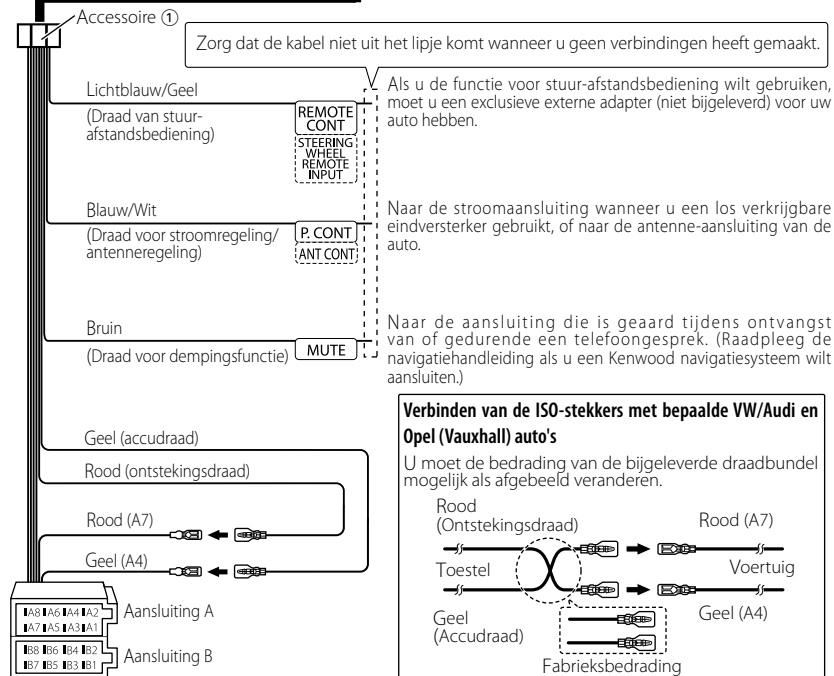 Accessoire ①
Zorg dat de kabel niet uit het lipje komt wanneer u geen verbindingen heeft gemaakt.
Lichtblauw/Geel
(Draad van stuur-
afstandsbediening)
REMOTE
CONT
STEERING
WHEEL
REMOTE
INPUT
Als u de functie voor stuur-afstandsbediening wilt gebruiken,
moet u een exclusieve externe adapter (niet bijgeleverd) voor uw
auto hebben.
Blauw/Wit
(Draad voor stroomregeling/
antenneregeling)
P. CONT
ANT CONT
Naar de stroomaansluiting wanneer u een los verkrijgbare
eindversterker gebruikt, of naar de antenne-aansluiting van de
auto.
Bruin
(Draad voor dempingsfunctie)
MUTE
Naar de aansluiting die is geaard tijdens ontvangst
van of gedurende een telefoongesprek. (Raadpleeg de
navigatiehandleiding als u een Kenwood navigatiesysteem wilt
aansluiten.)
Geel (accudraad)
Rood (ontstekingsdraad)
Rood (A7)
Geel (A4)
A8 A6 A4 A2
A7 A5 A3 A1
Aansluiting A
B8 B6 B4 B2
B7 B5 B3 B1
Aansluiting B
Verbinden van de ISO-stekkers met bepaalde VW/Audi en
Opel (Vauxhall) auto's
U moet de bedrading van de bijgeleverde draadbundel
mogelijk als afgebeeld veranderen.
Rood
(Ontstekingsdraad)
Rood (A7)
Toestel
Voertuig
Geel
(Accudraad)
Geel (A4)
Fabrieksbedrading